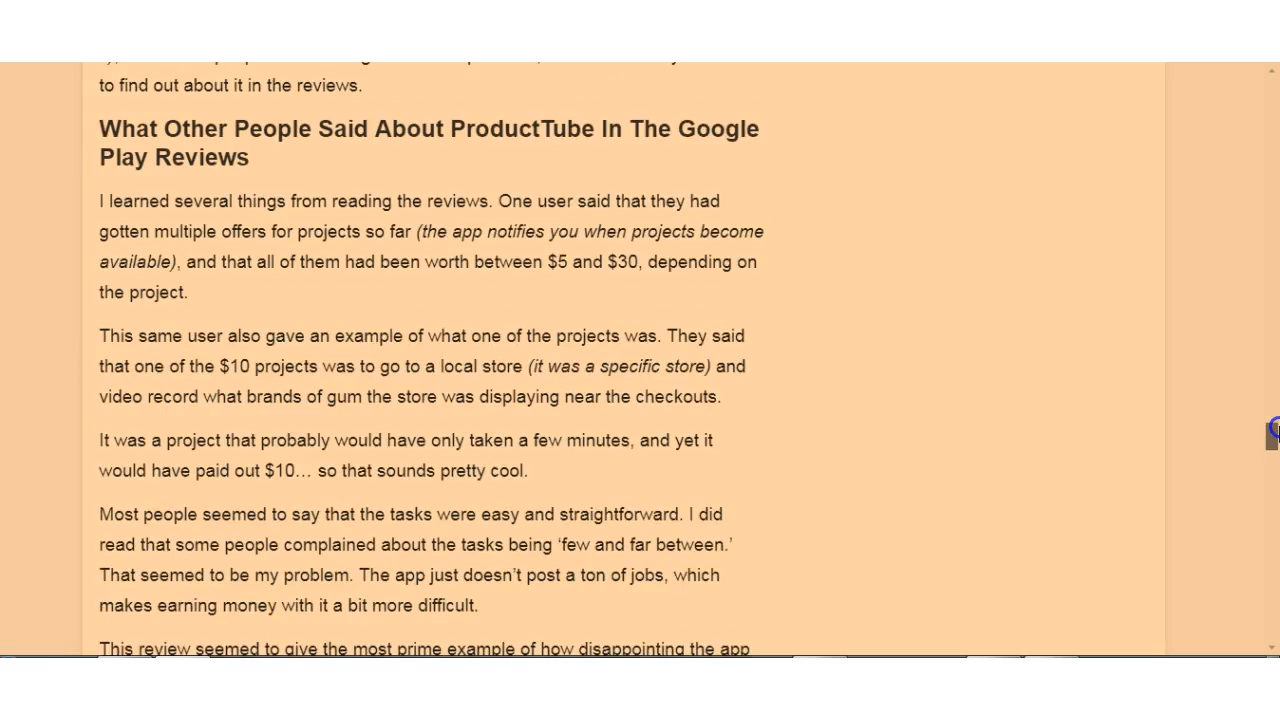 to find out about it in the reviews.
What Other People Said About ProductTube In The Google
Play Reviews
I learned several things from reading the reviews. One user said that they had
gotten multiple offers for projects so far (the app notifies you when projects become
available), and that all of them had been worth between $5 and $30, depending on
the project.
This same user also gave an example of what one of the projects was. They said
that one of the $10 projects was to go to a local store (it was a specific store) and
video record what brands of gum the store was displaying near the checkouts.
It was a project that probably would have only taken a few minutes, and yet it
would have paid out $10… so that sounds pretty cool.
Most people seemed to say that the tasks were easy and straightforward. I did
read that some people complained about the tasks being ‘few and far between.’
That seemed to be my problem. The app just doesn’t post a ton of jobs, which
makes earning money with it a bit more difficult.
This review seemed to give the most prime example of how disappointing the app